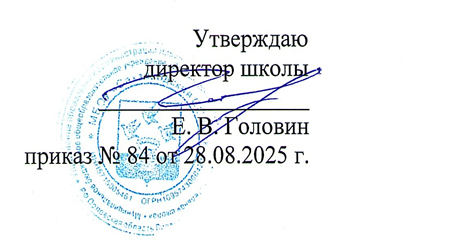 Утверждаю
директор школы
Е. В. Головин
приказ № 84 от 28.08.2025 г.